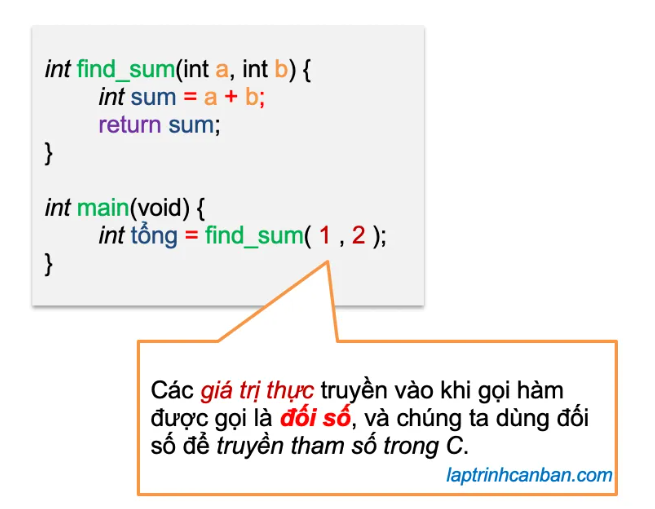 int find_sum(int a, int b) {
int sum = a + b;
return sum;
}
int main(void) {
int tổng = find_sum( 1 , 2 );
}
Các giá trị thực truyền vào khi gọi hàm
được gọi là đối số, và chúng ta dùng đối
số để truyền tham số trong C.
laptrinhcanban.com